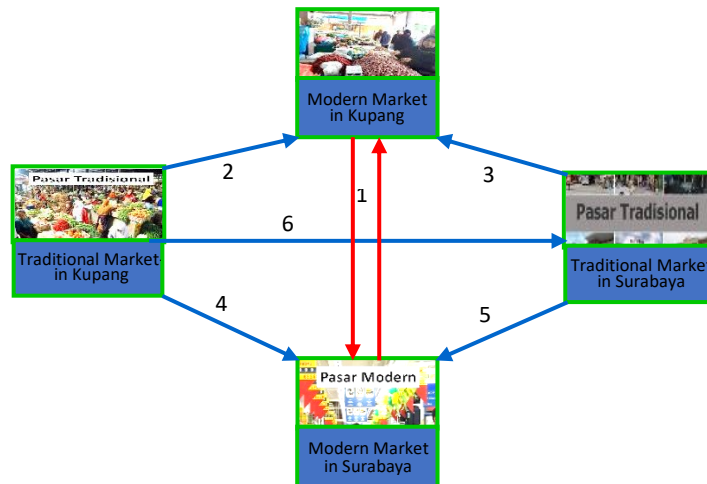 Modern Market
in Kupang
2
1
3
Pasar Tradisional
Pasar Tradisional
6
Traditional Market
in Kupang
Traditional Market
in Surabaya
4
5
Pasar Modern
Modern Market
in Surabaya